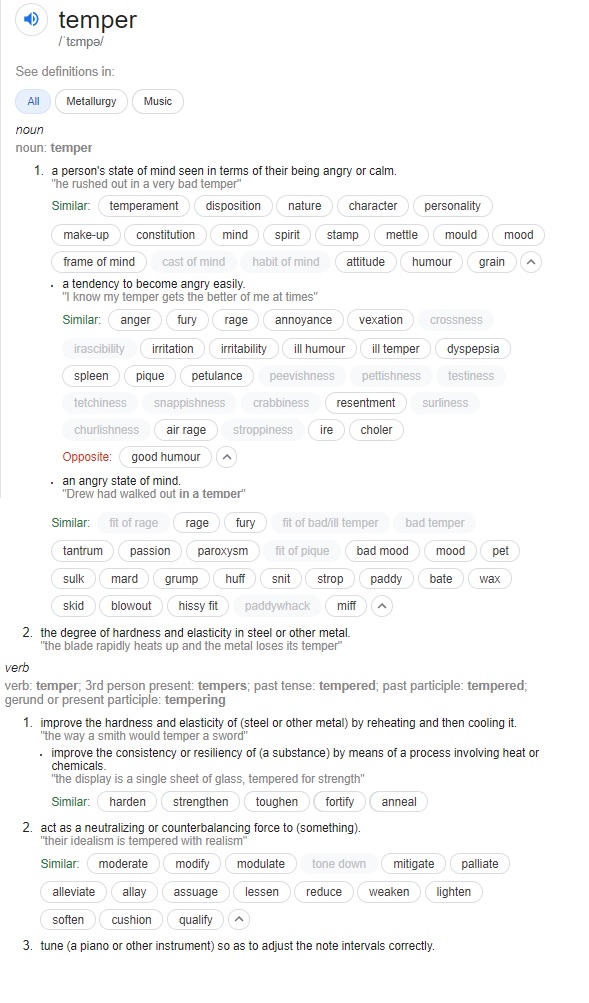 temper
/ˈtɛmpə/
See definitions in:
All Metallurgy Music
noun
noun: temper
1. a person's state of mind seen in terms of their being angry or calm.
"he rushed out in a very bad temper"
Similar: temperament disposition nature character personality
make-up constitution mind spirit stamp mettle mould mood
frame of mind cast of mind habit of mind attitude humour grain
• a tendency to become angry easily.
"I know my temper gets the better of me at times"
Similar: anger fury rage annoyance vexation crossness
irascibility irritation irritability ill humour ill temper dyspepsia
spleen pique petulance peevishness pettishness testiness
tetchiness snappishness crabbiness resentment surliness
churlishness air rage stroppiness ire choler
Opposite: good humour
• an angry state of mind.
"Drew had walked out in a temper"
Similar: fit of rage rage fury fit of bad/ill temper bad temper
tantrum passion paroxysm fit of pique bad mood mood pet
sulk mard grump huff snit strop paddy bate wax
skid blowout hissy fit paddywhack miff
2. the degree of hardness and elasticity in steel or other metal.
"the blade rapidly heats up and the metal loses its temper"
verb
verb: temper; 3rd person present: tempers; past tense: tempered; past participle: tempered;
gerund or present participle: tempering
1. improve the hardness and elasticity of (steel or other metal) by reheating and then cooling it.
"the way a smith would temper a sword"
• improve the consistency or resiliency of (a substance) by means of a process involving heat or
chemicals.
"the display is a single sheet of glass, tempered for strength"
Similar: harden strengthen toughen fortify anneal
2. act as a neutralizing or counterbalancing force to (something).
"their idealism is tempered with realism"
Similar: moderate modify modulate tone down mitigate palliate
alleviate allay assuage lessen reduce weaken lighten
soften cushion qualify
3. tune (a piano or other instrument) so as to adjust the note intervals correctly.